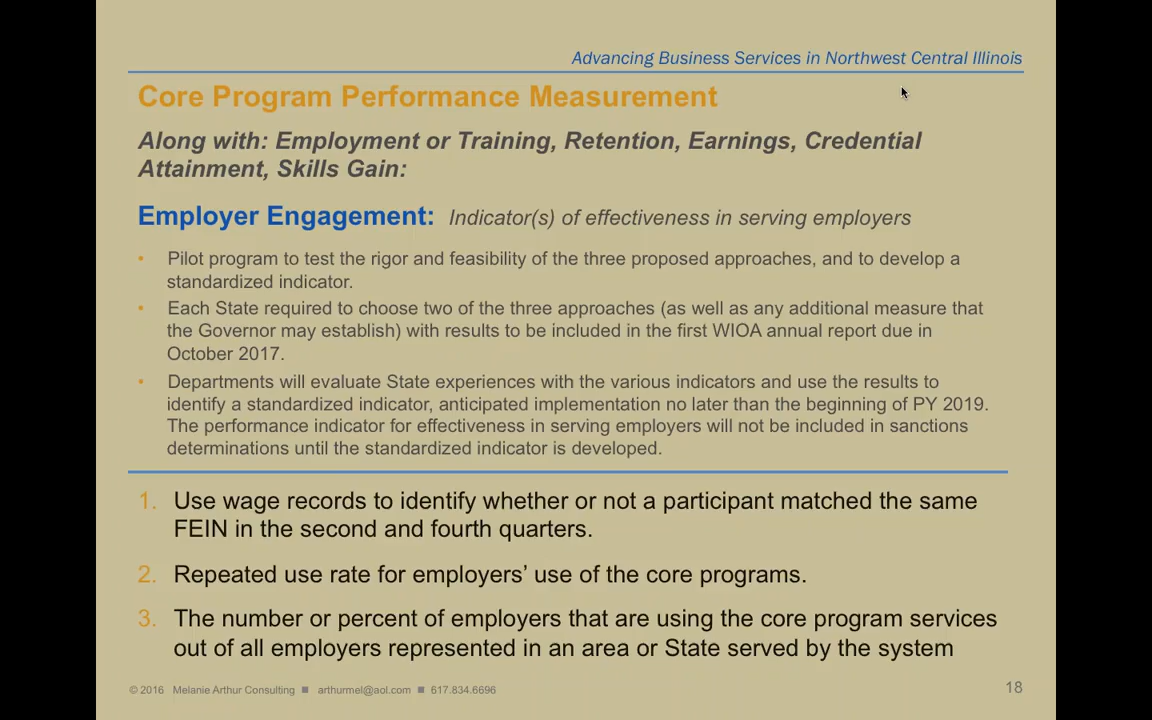 Advancing Business Services in Northwest Central Illinois
Core Program Performance Measurement
Along with: Employment or Training, Retention, Earnings, Credential
Attainment, Skills Gain:
Employer Engagement: Indicator(s) of effectiveness in serving employers
• Pilot program to test the rigor and feasibility of the three proposed approaches, and to develop a
standardized indicator.
• Each State required to choose two of the three approaches (as well as any additional measure that
the Governor may establish) with results to be included in the first WIOA annual report due in
October 2017.
• Departments will evaluate State experiences with the various indicators and use the results to
identify a standardized indicator, anticipated implementation no later than the beginning of PY 2019.
The performance indicator for effectiveness in serving employers will not be included in sanctions
determinations until the standardized indicator is developed.
1. Use wage records to identify whether or not a participant matched the same
FEIN in the second and fourth quarters.
2. Repeated use rate for employers’ use of the core programs.
3. The number or percent of employers that are using the core program services
out of all employers represented in an area or State served by the system
© 2016 Melanie Arthur Consulting ■ arthurmel@aol.com ■ 617.834.6696
18